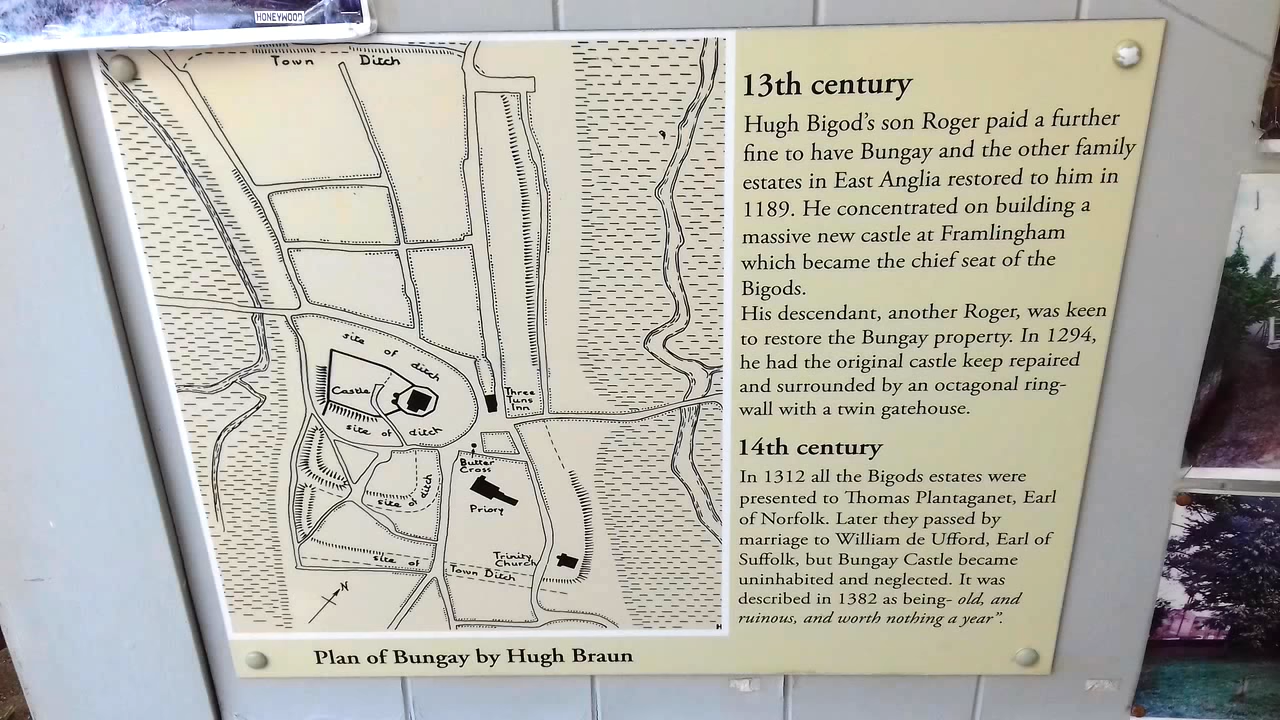 HONEYWOOD
Town Ditch
site of ditch
Castle
site of ditch
Three
Tuns
Inn
Butter
Cross
site of ditch
Priory
site of
Trinity
Church
Town Ditch
N
H
Plan of Bungay by Hugh Braun
13th century
Hugh Bigod's son Roger paid a further
fine to have Bungay and the other family
estates in East Anglia restored to him in
1189. He concentrated on building a
massive new castle at Framlingham
which became the chief seat of the
Bigods.
His descendant, another Roger, was keen
to restore the Bungay property. In 1294,
he had the original castle keep repaired
and surrounded by an octagonal ring-
wall with a twin gatehouse.
14th century
In 1312 all the Bigods estates were
presented to Thomas Plantaganet, Earl
of Norfolk. Later they passed by
marriage to William de Ufford, Earl of
Suffolk, but Bungay Castle became
uninhabited and neglected. It was
described in 1382 as being- old, and
ruinous, and worth nothing a year".